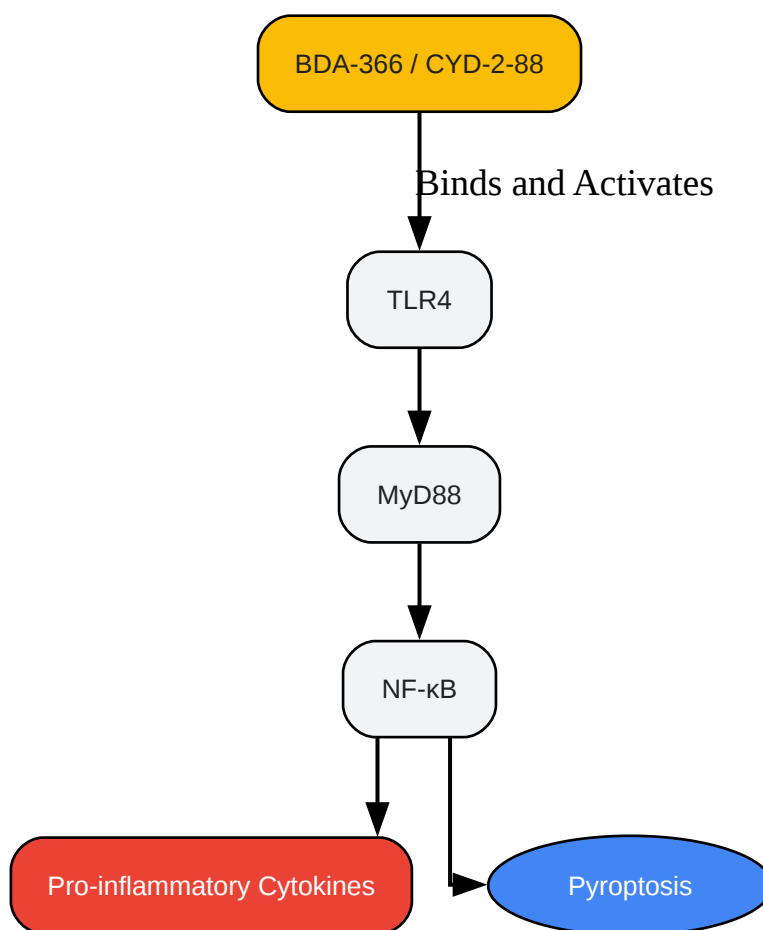 BDA-366 / CYD-2-88
Binds and Activates
TLR4
MyD88
NF-κB
Pro-inflammatory Cytokines
Pyroptosis